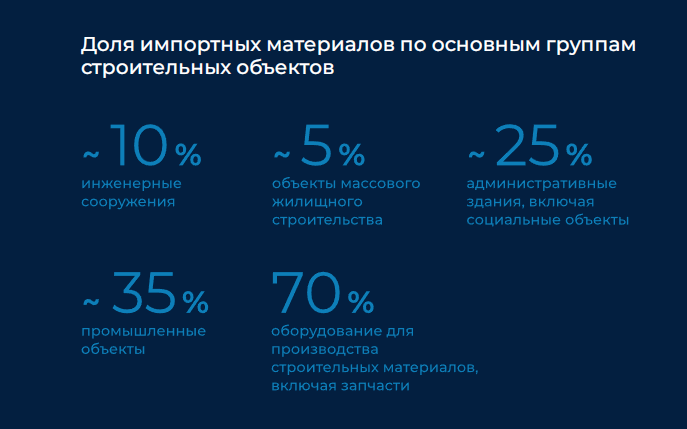 Доля импортных материалов по основным группам
строительных объектов
~ 10 %
инженерные
сооружения
~ 5 %
объекты массового
жилищного
строительства
~ 25 %
административные
здания, включая
социальные объекты
~ 35 %
промышленные
объекты
70 %
оборудование для
производства
строительных материалов,
включая запчасти